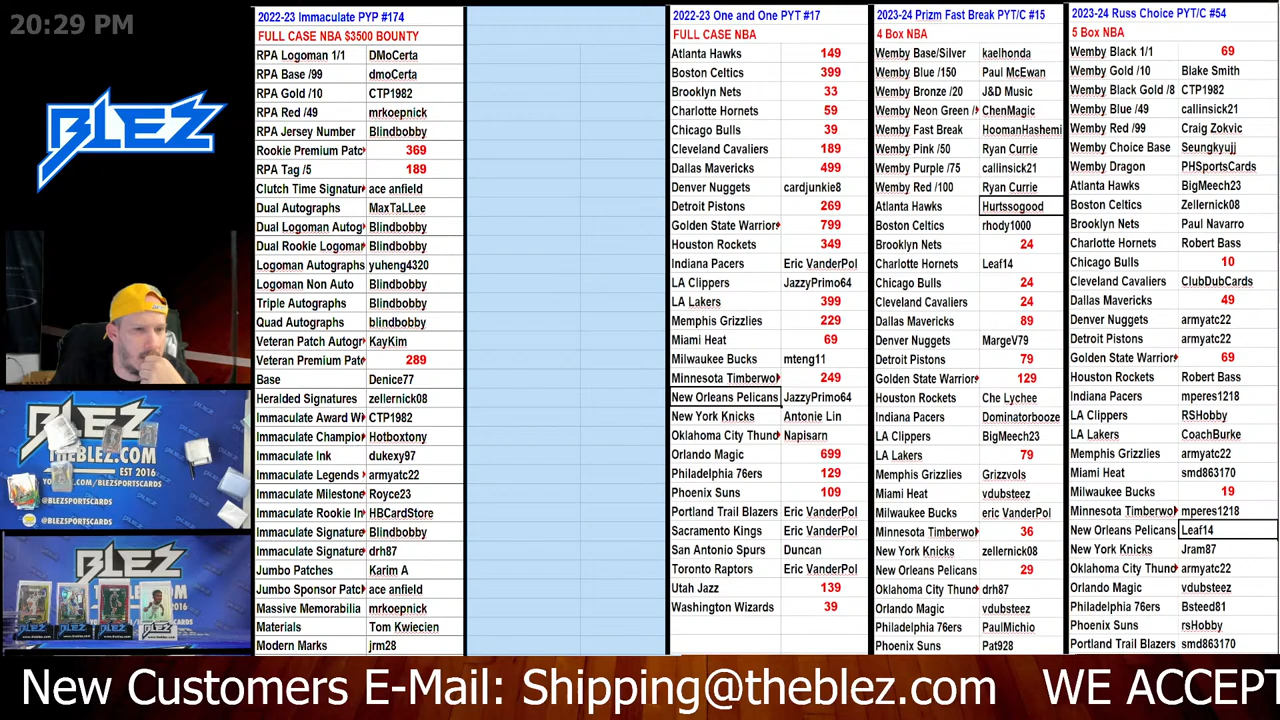 20:29 PM
BLEZ
BLEZ
THEBLEZ.COM
EST 2016
YOUTUBE.COM/BLEZSPORTSCARDS
@BLEZSPORTSCARDS
@BLEZSPORTSCARDS
BLEZ
2022-23 Immaculate PYP #174
FULL CASE NBA $3500 BOUNTY
RPA Logoman 1/1 DMoCerta
RPA Base /99 dmoCerta
RPA Gold /10 CTP1982
RPA Red /49 mrkoepnick
RPA Jersey Number Blindbobby
Rookie Premium Patc 369
RPA Tag /5 189
Clutch Time Signatur ace anfield
Dual Autographs MaxTaLLee
Dual Logoman Autog Blindbobby
Dual Rookie Logomar Blindbobby
Logoman Autographs yuheng4320
Logoman Non Auto Blindbobby
Triple Autographs Blindbobby
Quad Autographs blindbobby
Veteran Patch Autogr KayKim
Veteran Premium Pat 289
Base Denice77
Heralded Signatures zellernick08
Immaculate Award Wi CTP1982
Immaculate Champio Hotboxtony
Immaculate Ink dukexy97
Immaculate Legends armyatc22
Immaculate Milestone Royce23
Immaculate Rookie In HBCardStore
Immaculate Signature Blindbobby
Immaculate Signature drh87
Jumbo Patches Karim A
Jumbo Sponsor Patc ace anfield
Massive Memorabilia mrkoepnick
Materials Tom Kwiecien
Modern Marks jrm28
2022-23 One and One PYT #17
FULL CASE NBA
Atlanta Hawks 149
Boston Celtics 399
Brooklyn Nets 33
Charlotte Hornets 59
Chicago Bulls 39
Cleveland Cavaliers 189
Dallas Mavericks 499
Denver Nuggets cardjunkie8
Detroit Pistons 269
Golden State Warrior 799
Houston Rockets 349
Indiana Pacers Eric VanderPol
LA Clippers JazzyPrimo64
LA Lakers 399
Memphis Grizzlies 229
Miami Heat 69
Milwaukee Bucks mteng11
Minnesota Timberwo 249
New Orleans Pelicans JazzyPrimo64
New York Knicks Antonie Lin
Oklahoma City Thund Napisarn
Orlando Magic 699
Philadelphia 76ers 129
Phoenix Suns 109
Portland Trail Blazers Eric VanderPol
Sacramento Kings Eric VanderPol
San Antonio Spurs Duncan
Toronto Raptors Eric VanderPol
Utah Jazz 139
Washington Wizards 39
2023-24 Prizm Fast Break PYT/C #15
4 Box NBA
Wemby Base/Silver kaelhonda
Wemby Blue /150 Paul McEwan
Wemby Bronze /20 J&D Music
Wemby Neon Green / ChenMagic
Wemby Fast Break HoomanHashemi
Wemby Pink /50 Ryan Currie
Wemby Purple /75 callinsick21
Wemby Red /100 Ryan Currie
Atlanta Hawks Hurtssogood
Boston Celtics rhody1000
Brooklyn Nets 24
Charlotte Hornets Leaf14
Chicago Bulls 24
Cleveland Cavaliers 24
Dallas Mavericks 89
Denver Nuggets MargeV79
Detroit Pistons 79
Golden State Warrior 129
Houston Rockets Che Lychee
Indiana Pacers Dominatorbooze
LA Clippers BigMeech23
LA Lakers 79
Memphis Grizzlies Grizzvols
Miami Heat vdubsteez
Milwaukee Bucks eric VanderPol
Minnesota Timberwo 36
New York Knicks zellernick08
New Orleans Pelicans 29
Oklahoma City Thund drh87
Orlando Magic vdubsteez
Philadelphia 76ers PaulMichio
Phoenix Suns Pat928
2023-24 Russ Choice PYT/C #54
5 Box NBA
Wemby Black 1/1 69
Wemby Gold /10 Blake Smith
Wemby Black Gold /8 CTP1982
Wemby Blue /49 callinsick21
Wemby Red /99 Craig Zokvic
Wemby Choice Base Seungkyujj
Wemby Dragon PHSportsCards
Atlanta Hawks BigMeech23
Boston Celtics Zellernick08
Brooklyn Nets Paul Navarro
Charlotte Hornets Robert Bass
Chicago Bulls 10
Cleveland Cavaliers ClubDubCards
Dallas Mavericks 49
Denver Nuggets armyatc22
Detroit Pistons armyatc22
Golden State Warrior 69
Houston Rockets Robert Bass
Indiana Pacers mperes1218
LA Clippers RSHobby
LA Lakers CoachBurke
Memphis Grizzlies armyatc22
Miami Heat smd863170
Milwaukee Bucks 19
Minnesota Timberwo mperes1218
New Orleans Pelicans Leaf14
New York Knicks Jram87
Oklahoma City Thund armyatc22
Orlando Magic vdubsteez
Philadelphia 76ers Bsteed81
Phoenix Suns rsHobby
Portland Trail Blazers smd863170
New Customers E-Mail: Shipping@theblez.com WE ACCEPT